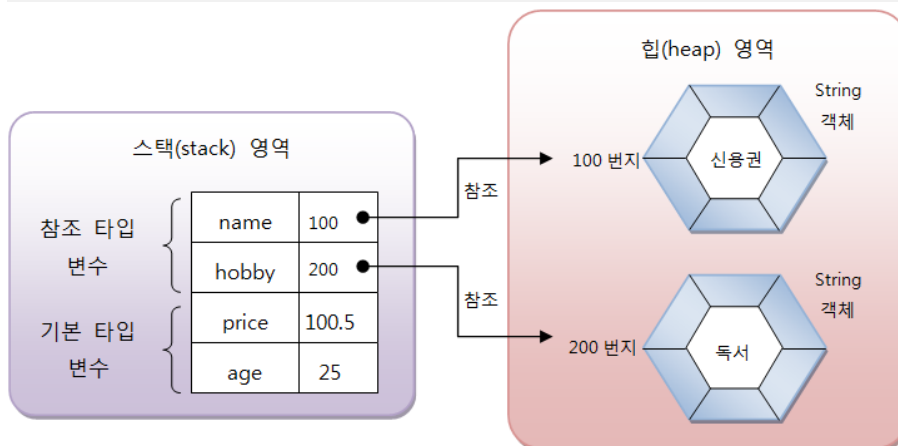 힙(heap) 영역
String
객체
100 번지
신용권
스택(stack) 영역
참조
참조 타입
변수
name 100
hobby 200
기본 타입
변수
price 100.5
age 25
참조
String
객체
200 번지
독서